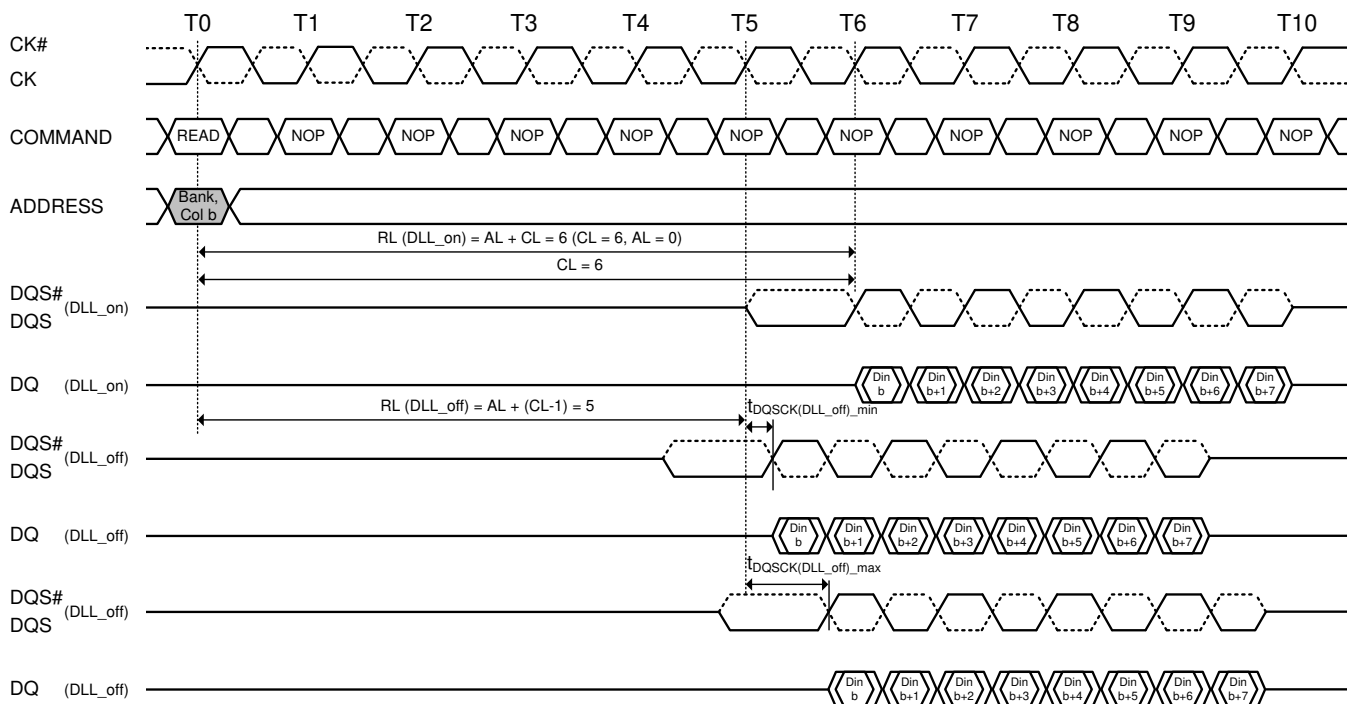 T0 T1 T2 T3 T4 T5 T6 T7 T8 T9 T10
CK#
CK
COMMAND READ NOP NOP NOP NOP NOP NOP NOP NOP NOP NOP
ADDRESS
Bank,
Col b
RL (DLL_on) = AL + CL = 6 (CL = 6, AL = 0)
CL = 6
DQS#
(DLL_on)
DQS
DQ (DLL_on)
Din b Din b+1 Din b+2 Din b+3 Din b+4 Din b+5 Din b+6 Din b+7
RL (DLL_off) = AL + (CL-1) = 5
tDQSCK(DLL_off)_min
DQS#
(DLL_off)
DQS
DQ (DLL_off)
Din b Din b+1 Din b+2 Din b+3 Din b+4 Din b+5 Din b+6 Din b+7
tDQSCK(DLL_off)_max
DQS#
(DLL_off)
DQS
DQ (DLL_off)
Din b Din b+1 Din b+2 Din b+3 Din b+4 Din b+5 Din b+6 Din b+7